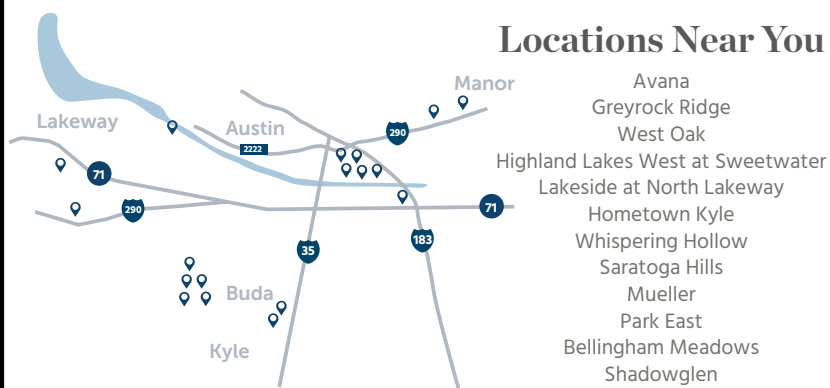 Locations Near You
Avana
Greyrock Ridge
West Oak
Highland Lakes West at Sweetwater
Lakeside at North Lakeway
Hometown Kyle
Whispering Hollow
Saratoga Hills
Mueller
Park East
Bellingham Meadows
Shadowglen
Manor
Lakeway
Austin
290
2222
71
290
71
35
183
Buda
Kyle